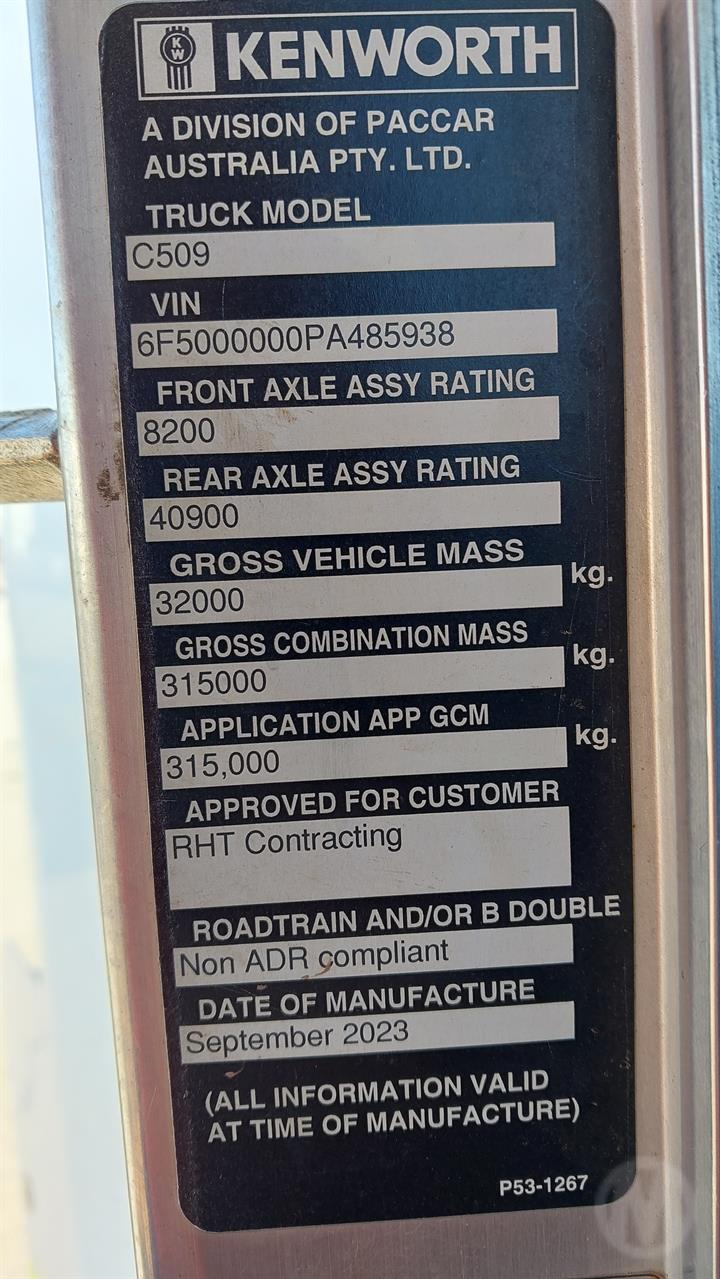 KW KENWORTH
A DIVISION OF PACCAR
AUSTRALIA PTY. LTD.
TRUCK MODEL
C509
VIN
6F5000000PA485938
FRONT AXLE ASSY RATING
8200
REAR AXLE ASSY RATING
40900
GROSS VEHICLE MASS
32000 kg.
GROSS COMBINATION MASS
315000 kg.
APPLICATION APP GCM
315,000 kg.
APPROVED FOR CUSTOMER
RHT Contracting
ROADTRAIN AND/OR B DOUBLE
Non ADR compliant
DATE OF MANUFACTURE
September 2023
(ALL INFORMATION VALID
AT TIME OF MANUFACTURE)
P53-1267
M